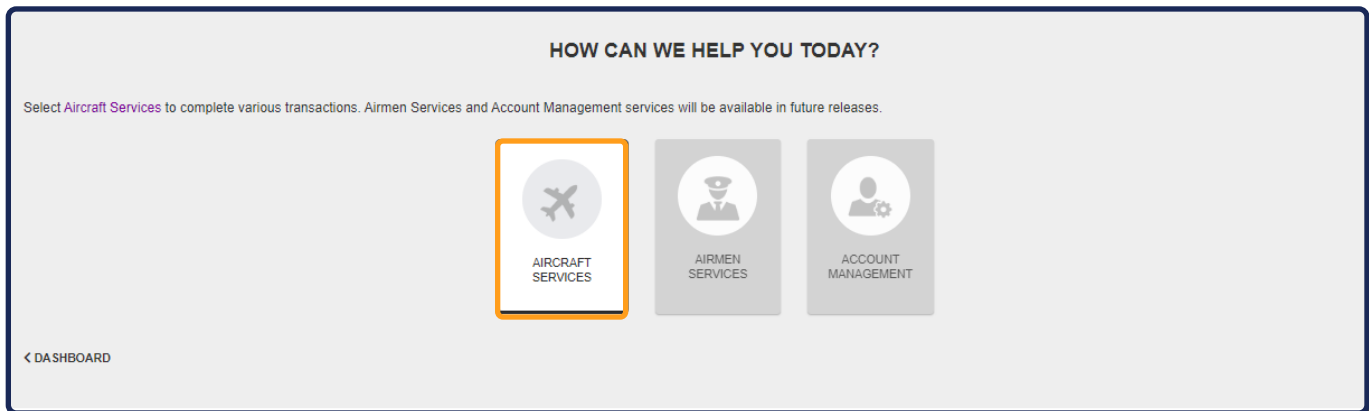 HOW CAN WE HELP YOU TODAY?
Select Aircraft Services to complete various transactions. Airmen Services and Account Management services will be available in future releases.
AIRCRAFT
SERVICES
AIRMEN
SERVICES
ACCOUNT
MANAGEMENT
< DASHBOARD